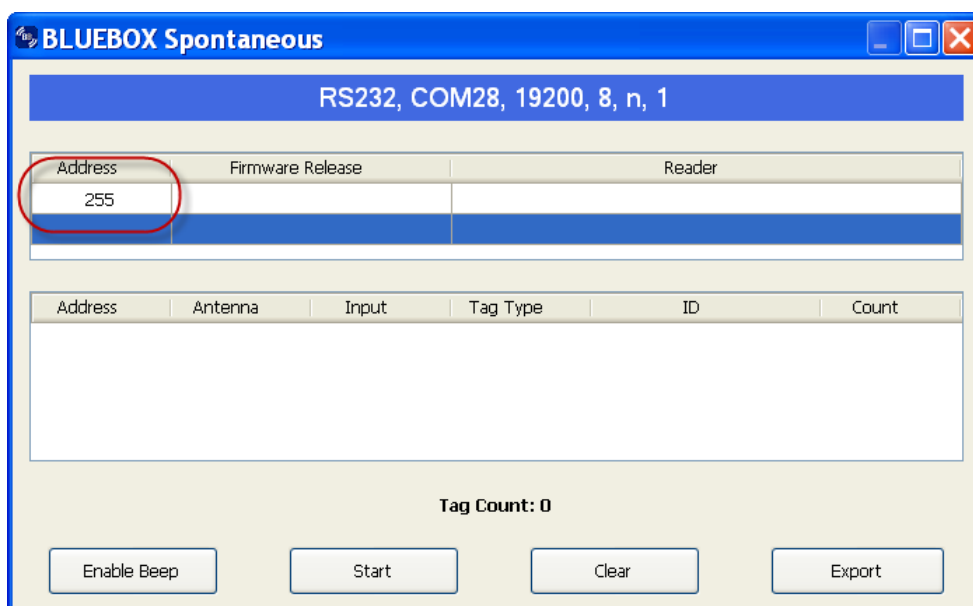 BLUEBOX Spontaneous
RS232, COM28, 19200, 8, n, 1
Address Firmware Release Reader
255
Address Antenna Input Tag Type ID Count
Tag Count: 0
Enable Beep Start Clear Export